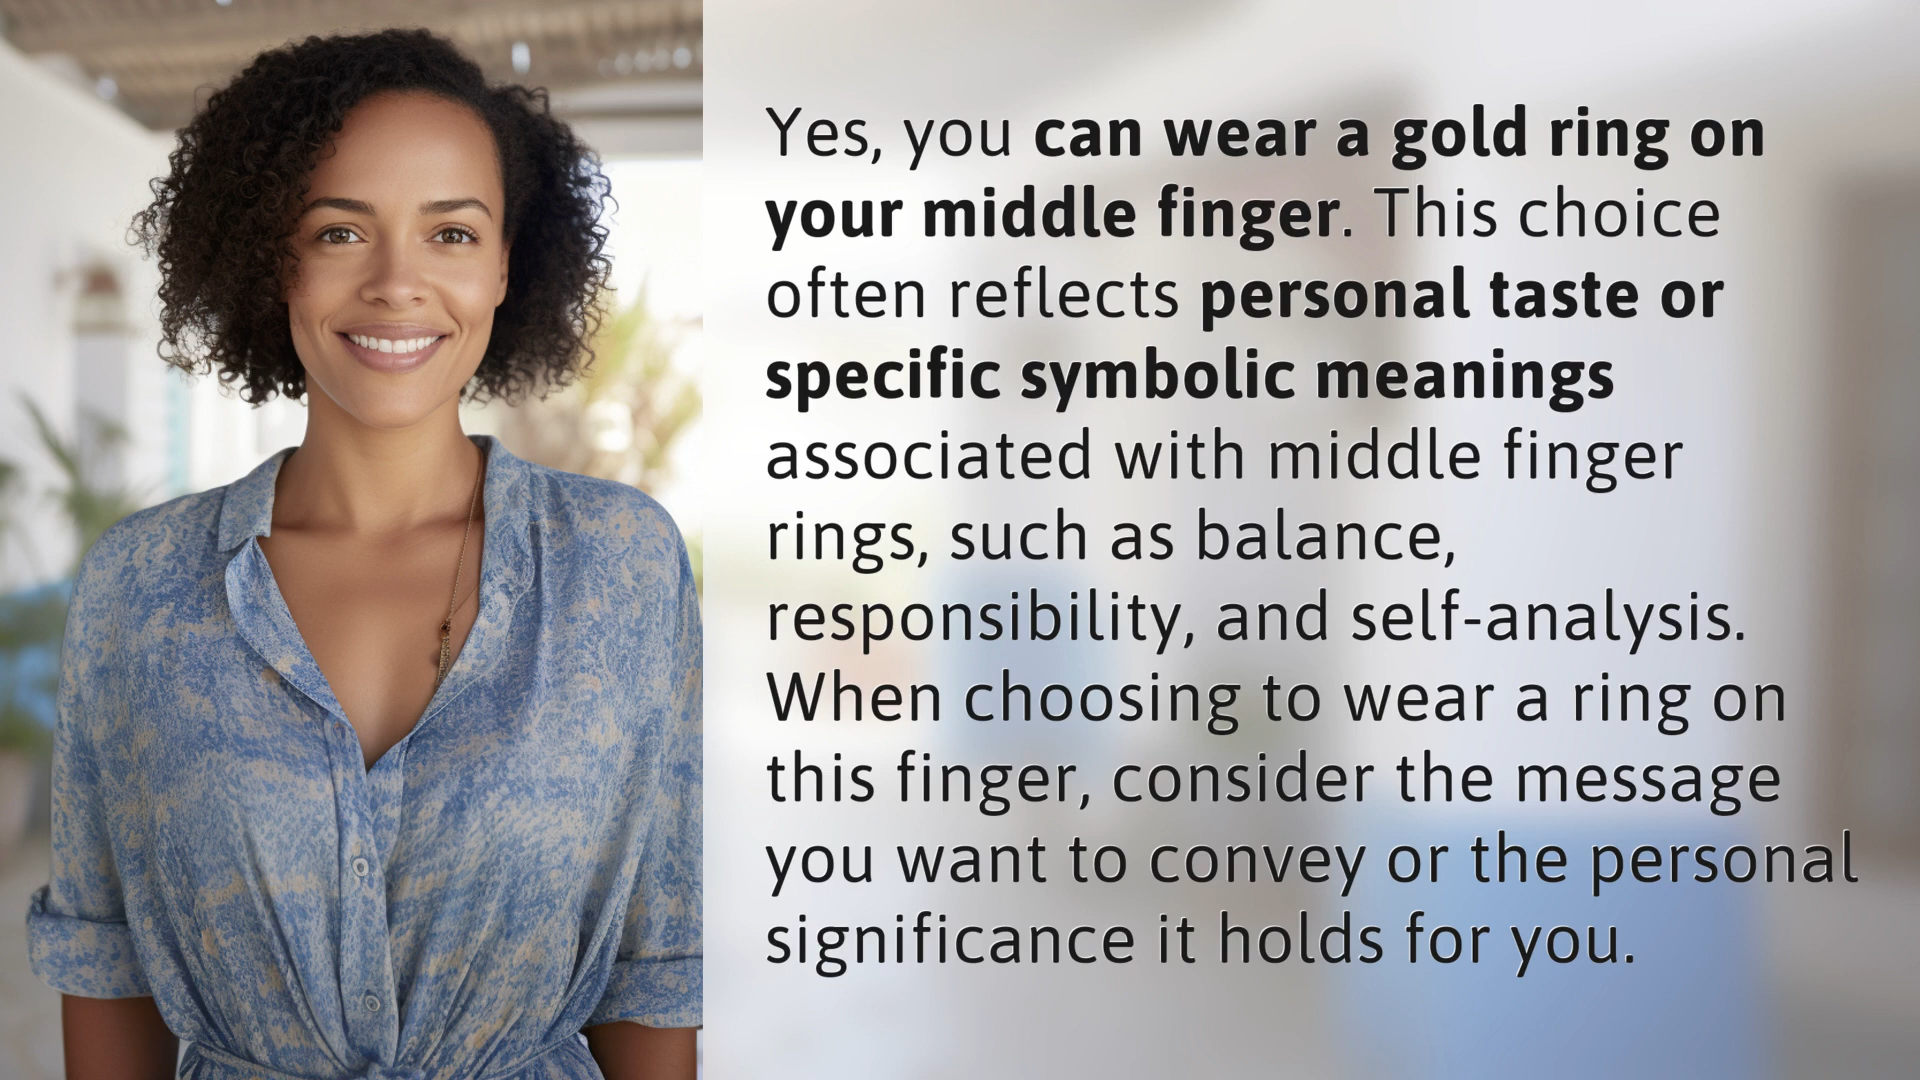 Yes, you can wear a gold ring on
your middle finger. This choice
often reflects personal taste or
specific symbolic meanings
associated with middle finger
rings, such as balance,
responsibility, and self-analysis.
When choosing to wear a ring on
this finger, consider the message
you want to convey or the personal
significance it holds for you.